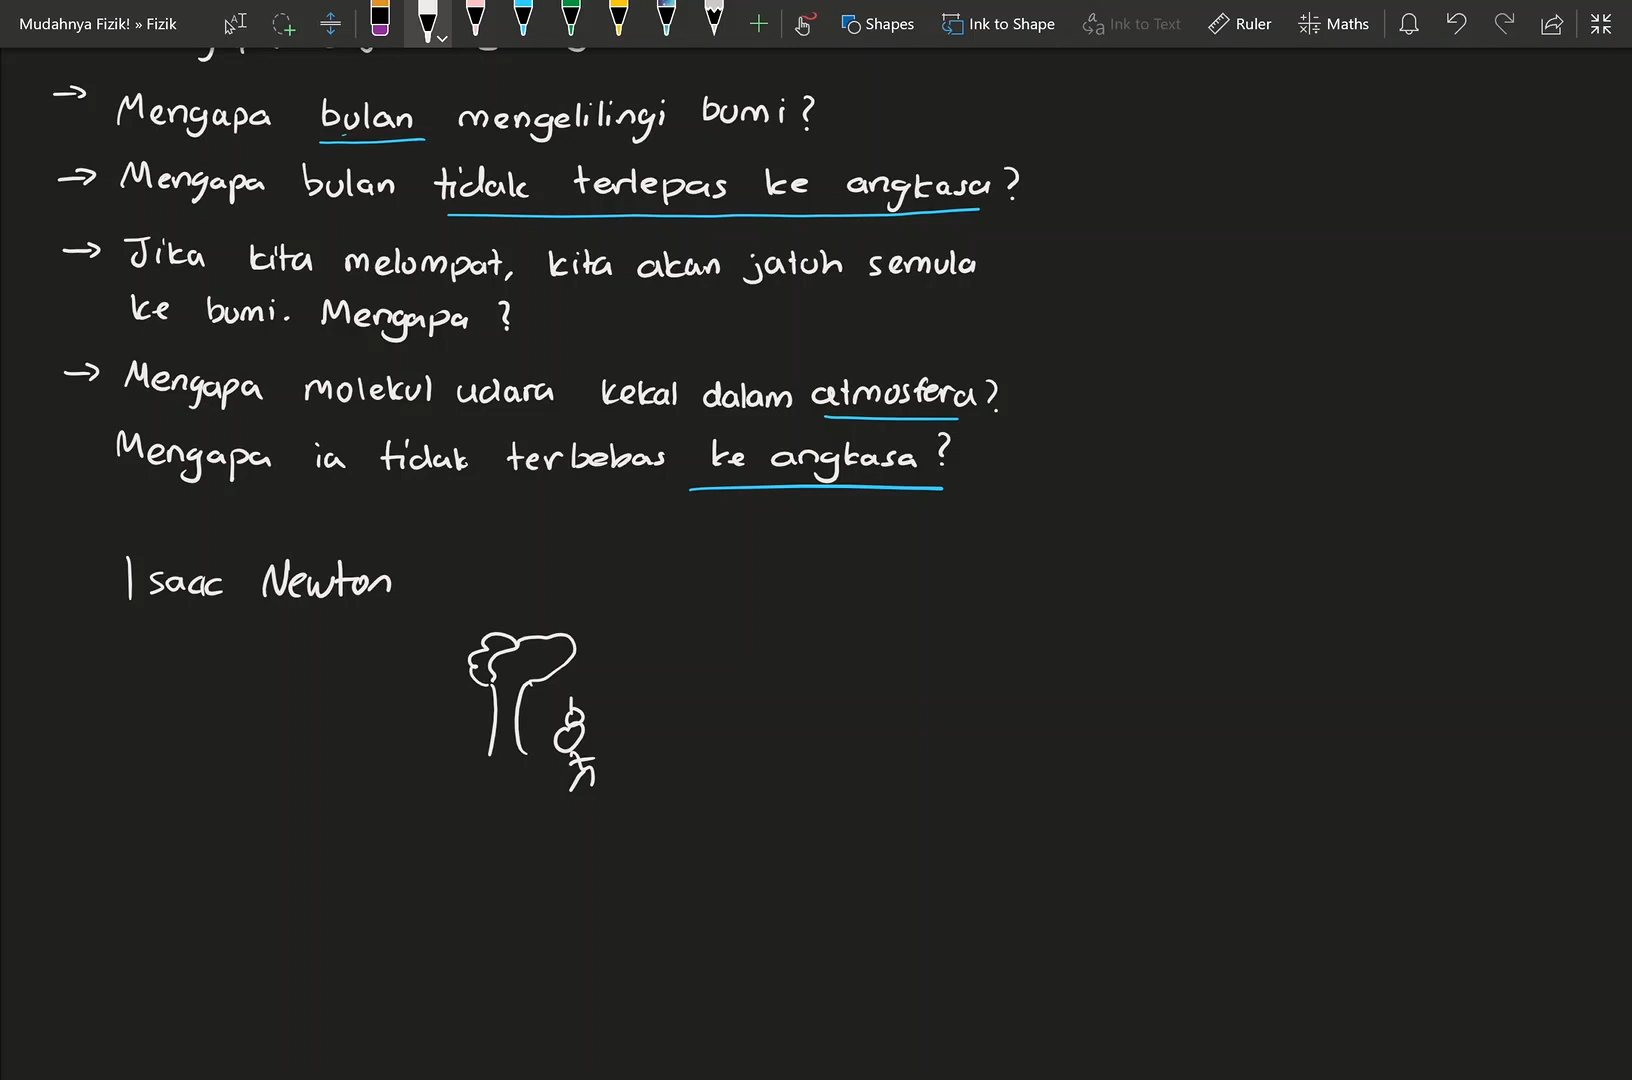 Mudahnya Fizik! » Fizik
Shapes
Ink to Shape
Ink to Text
Ruler
Maths
→ Mengapa bulan mengelilingi bumi?
→ Mengapa bulan tidak terlepas ke angkasa?
→ Jika kita melompat, kita akan jatuh semula
ke bumi. Mengapa?
→ Mengapa molekul udara kekal dalam atmosfera?
Mengapa ia tidak terbebas ke angkasa?
Isaac Newton